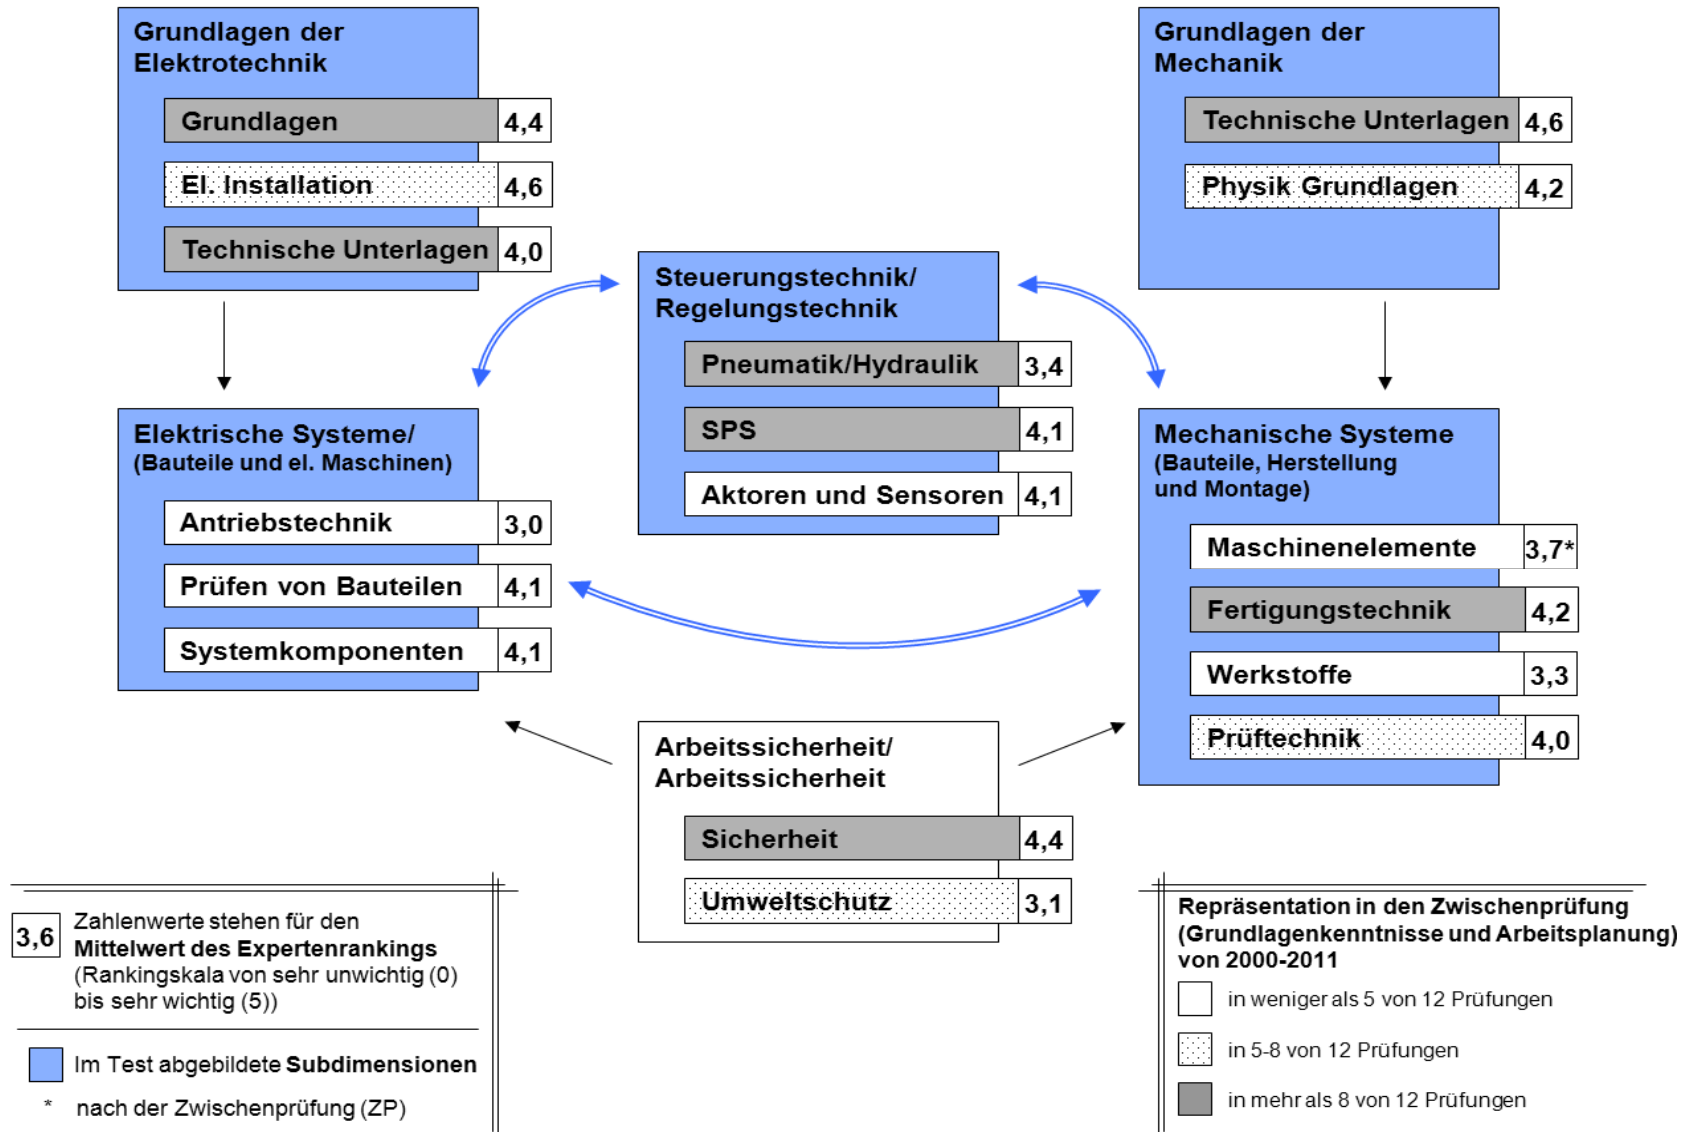 Grundlagen der
Elektrotechnik
Grundlagen 4,4
El. Installation 4,6
Technische Unterlagen 4,0
Grundlagen der
Mechanik
Technische Unterlagen 4,6
Physik Grundlagen 4,2
Steuerungstechnik/
Regelungstechnik
Pneumatik/Hydraulik 3,4
SPS 4,1
Aktoren und Sensoren 4,1
Elektrische Systeme/
(Bauteile und el. Maschinen)
Antriebstechnik 3,0
Prüfen von Bauteilen 4,1
Systemkomponenten 4,1
Mechanische Systeme
(Bauteile, Herstellung
und Montage)
Maschinenelemente 3,7*
Fertigungstechnik 4,2
Werkstoffe 3,3
Prüftechnik 4,0
Arbeitssicherheit/
Arbeitssicherheit
Sicherheit 4,4
Umweltschutz 3,1
3,6 Zahlenwerte stehen für den
Mittelwert des Expertenrankings
(Rankingskala von sehr unwichtig (0)
bis sehr wichtig (5))
Im Test abgebildete Subdimensionen
* nach der Zwischenprüfung (ZP)
Repräsentation in den Zwischenprüfung
(Grundlagenkenntnisse und Arbeitsplanung)
von 2000-2011
in weniger als 5 von 12 Prüfungen
in 5-8 von 12 Prüfungen
in mehr als 8 von 12 Prüfungen